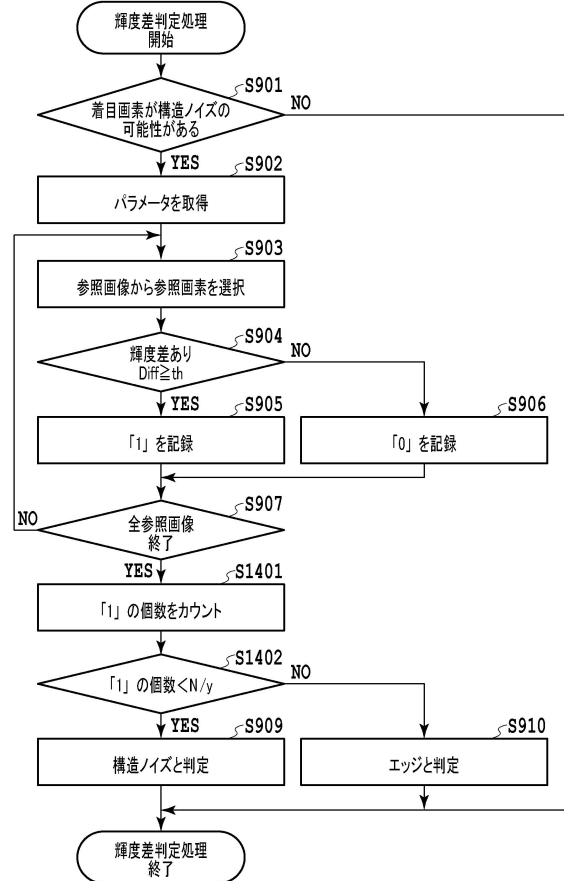 輝度差判定処理
開始
S901
着目画素が構造ノイズの
可能性がある
NO
YES
S902
パラメータを取得
S903
参照画像から参照画素を選択
S904
輝度差あり
Diff≧th
NO
YES
S905
「1」を記録
S906
「0」を記録
S907
全参照画像
終了
NO
YES
S1401
「1」の個数をカウント
S1402
「1」の個数<N/y
NO
YES
S909
構造ノイズと判定
S910
エッジと判定
輝度差判定処理
終了